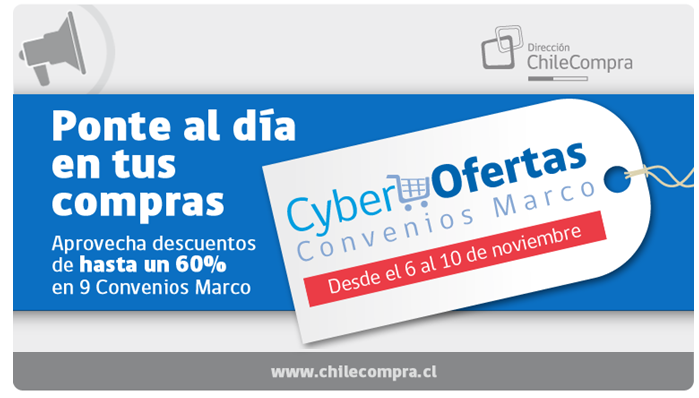 Dirección
ChileCompra
Ponte al día
en tus
compras
Aprovecha descuentos
de hasta un 60%
en 9 Convenios Marco
Cyber Ofertas
Convenios Marco
Desde el 6 al 10 de noviembre
www.chilecompra.cl